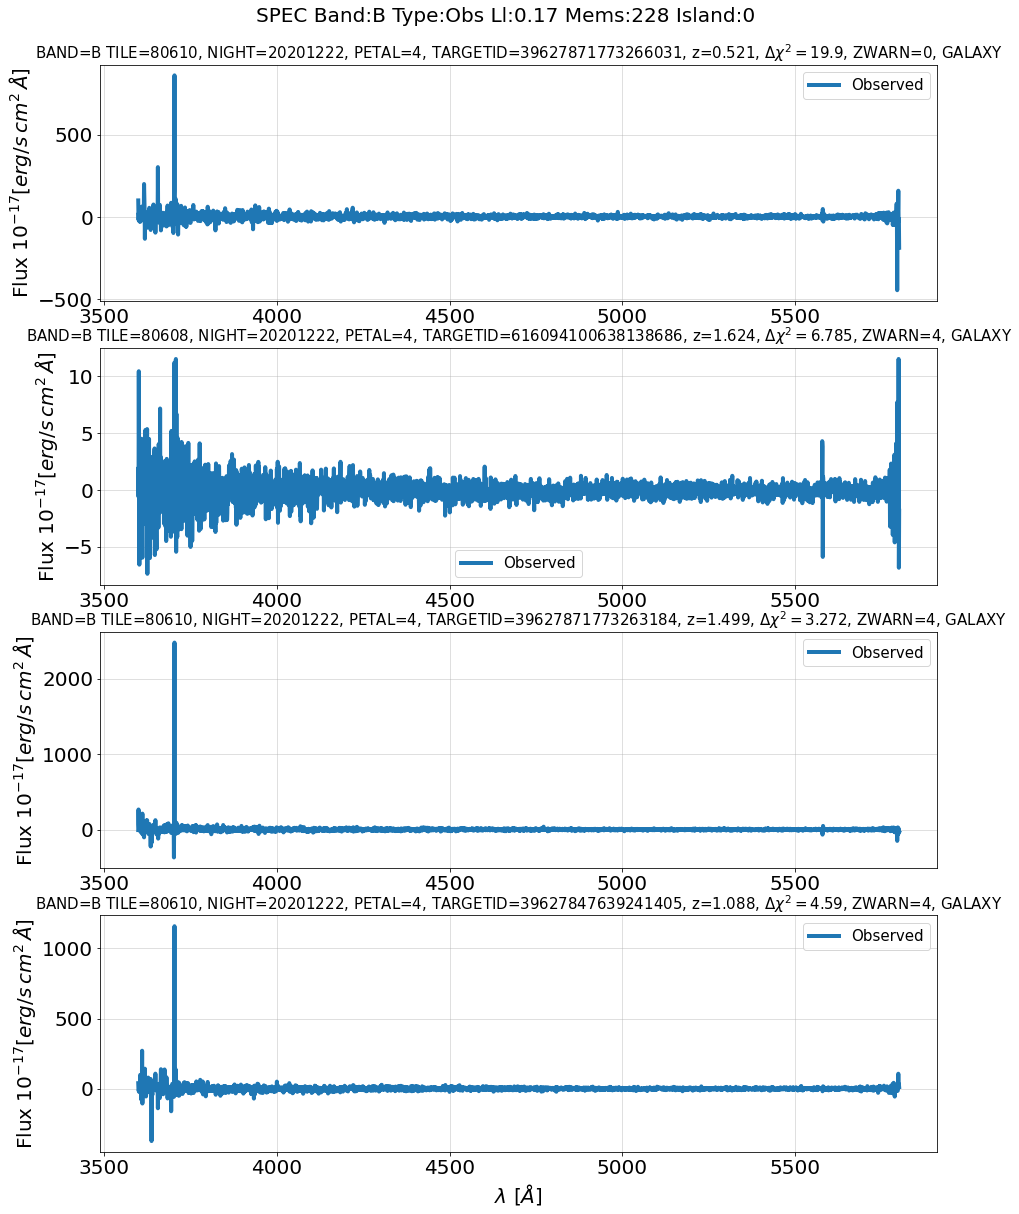 SPEC Band:B Type:Obs Ll:0.17 Mems:228 Island:0
BAND=B TILE=80610, NIGHT=20201222, PETAL=4, TARGETID=39627871773266031, z=0.521, Δχ² = 19.9, ZWARN=0, GALAXY
Observed
Flux 10⁻¹⁷[erg/s cm² Å]
500
0
−500
3500 4000 4500 5000 5500
BAND=B TILE=80608, NIGHT=20201222, PETAL=4, TARGETID=616094100638138686, z=1.624, Δχ² = 6.785, ZWARN=4, GALAXY
Flux 10⁻¹⁷[erg/s cm² Å]
10
5
0
−5
Observed
3500 4000 4500 5000 5500
BAND=B TILE=80610, NIGHT=20201222, PETAL=4, TARGETID=39627871773263184, z=1.499, Δχ² = 3.272, ZWARN=4, GALAXY
Observed
Flux 10⁻¹⁷[erg/s cm² Å]
2000
1000
0
3500 4000 4500 5000 5500
BAND=B TILE=80610, NIGHT=20201222, PETAL=4, TARGETID=39627847639241405, z=1.088, Δχ² = 4.59, ZWARN=4, GALAXY
Observed
Flux 10⁻¹⁷[erg/s cm² Å]
1000
500
0
3500 4000 4500 5000 5500
λ [Å]